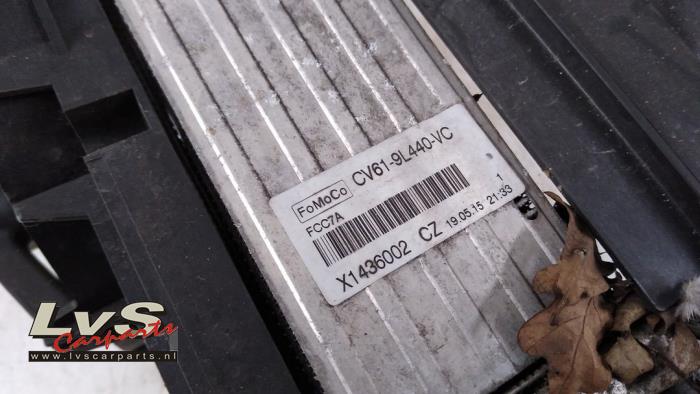 FoMoCo CV61-9L440-VC
FCC7A
1
X1436002 CZ 19.05.15 21:33
LvS
Carparts
www.lvscarparts.nl